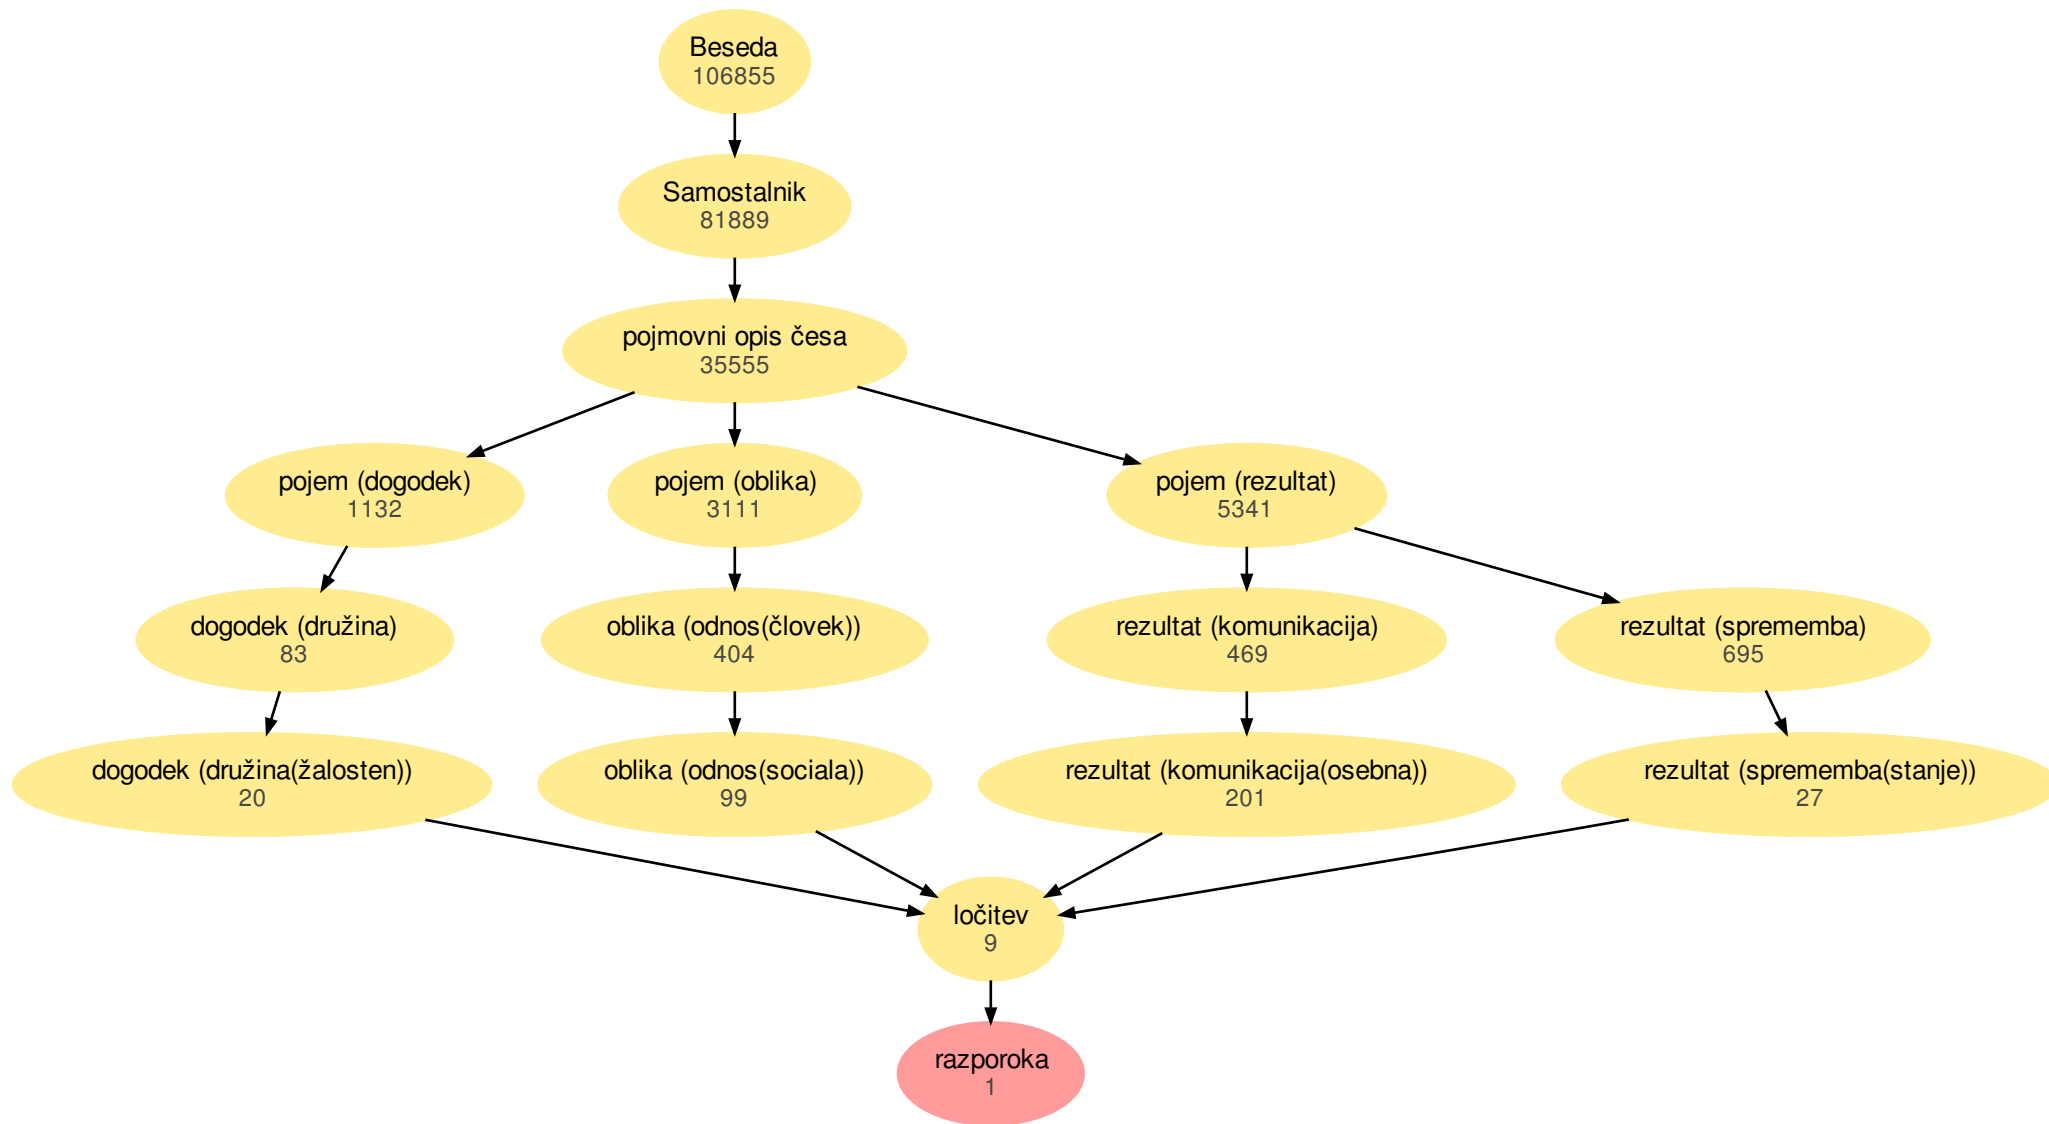 Beseda
106855
Samostalnik
81889
pojmovni opis česa
35555
pojem (dogodek)
1132
pojem (oblika)
3111
pojem (rezultat)
5341
dogodek (družina)
83
oblika (odnos(človek))
404
rezultat (komunikacija)
469
rezultat (sprememba)
695
dogodek (družina(žalosten))
20
oblika (odnos(sociala))
99
rezultat (komunikacija(osebna))
201
rezultat (sprememba(stanje))
27
ločitev
9
razporoka
1